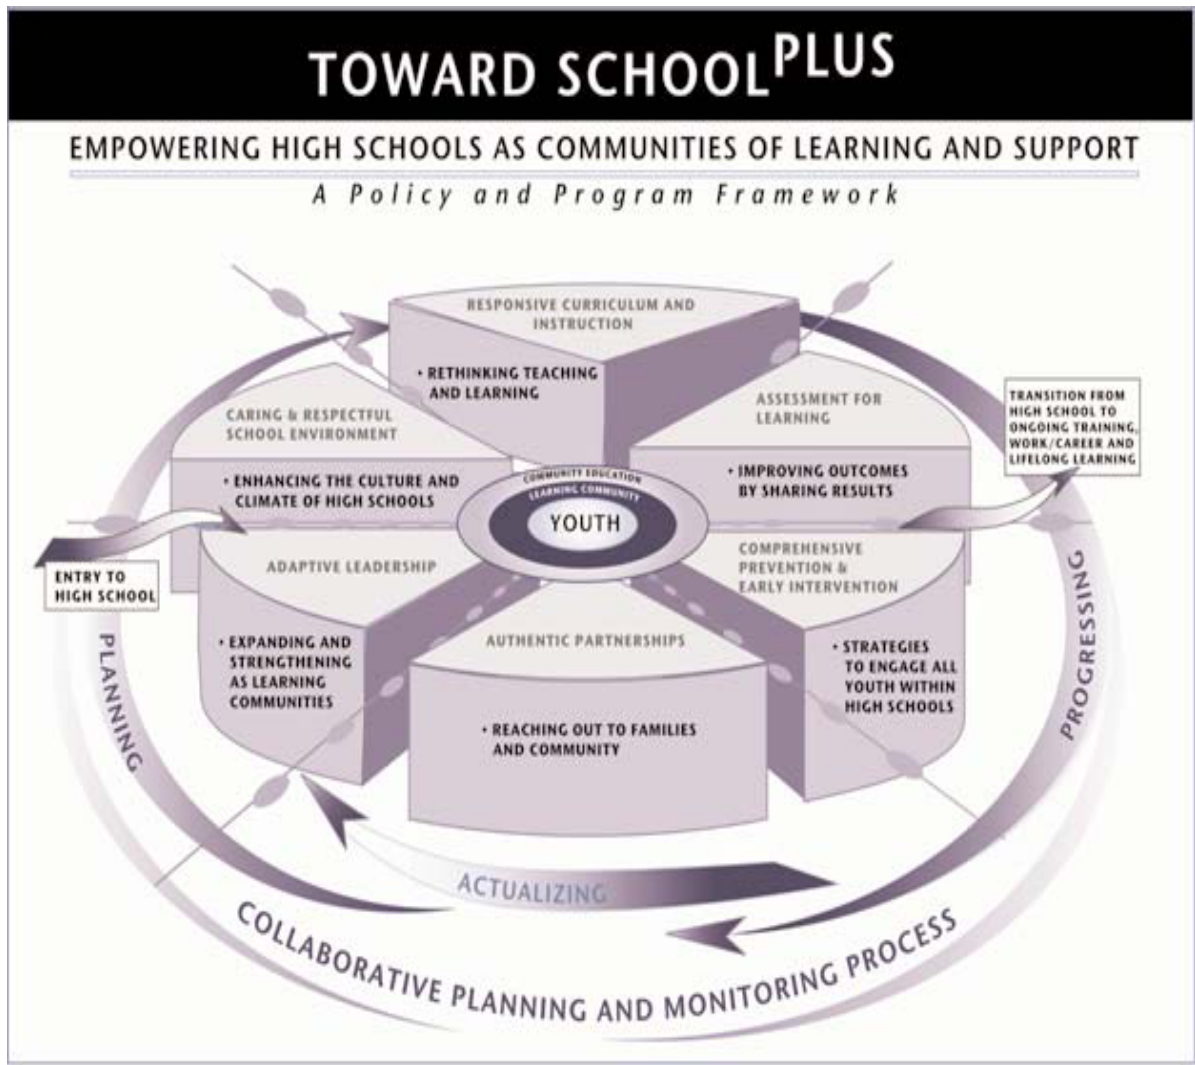 TOWARD SCHOOLPLUS
EMPOWERING HIGH SCHOOLS AS COMMUNITIES OF LEARNING AND SUPPORT
A Policy and Program Framework
RESPONSIVE CURRICULUM AND
INSTRUCTION
• RETHINKING TEACHING
AND LEARNING
CARING & RESPECTFUL
SCHOOL ENVIRONMENT
• ENHANCING THE CULTURE AND
CLIMATE OF HIGH SCHOOLS
ASSESSMENT FOR
LEARNING
• IMPROVING OUTCOMES
BY SHARING RESULTS
TRANSITION FROM
HIGH SCHOOL TO
ONGOING TRAINING,
WORK/CAREER AND
LIFELONG LEARNING
COMMUNITY EDUCATION
LEARNING COMMUNITY
YOUTH
ENTRY TO
HIGH SCHOOL
ADAPTIVE LEADERSHIP
• EXPANDING AND
STRENGTHENING
AS LEARNING
COMMUNITIES
AUTHENTIC PARTNERSHIPS
• REACHING OUT TO FAMILIES
AND COMMUNITY
COMPREHENSIVE
PREVENTION &
EARLY INTERVENTION
• STRATEGIES
TO ENGAGE ALL
YOUTH WITHIN
HIGH SCHOOLS
PLANNING
PROGRESSING
ACTUALIZING
COLLABORATIVE PLANNING AND MONITORING PROCESS